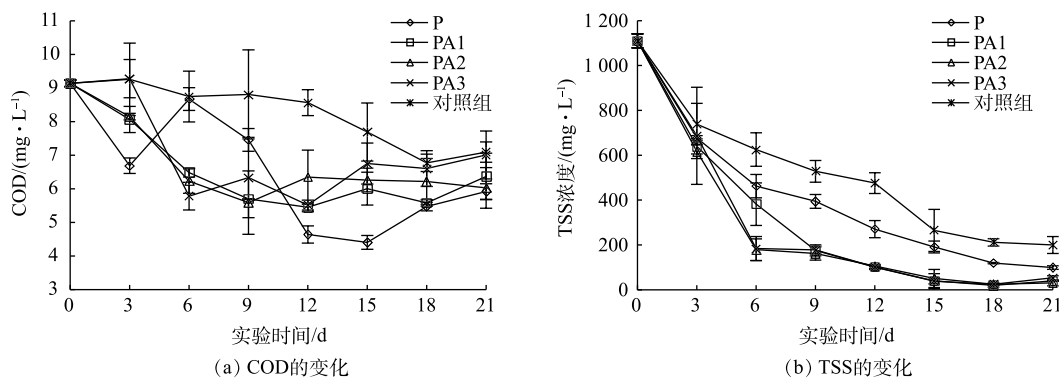 11
10
9
8
7
6
5
4
3
COD/(mg·L⁻¹)
P
PA1
PA2
PA3
对照组
0 3 6 9 12 15 18 21
实验时间/d
(a) COD的变化
1 200
1 000
800
600
400
200
0
TSS浓度/(mg·L⁻¹)
P
PA1
PA2
PA3
对照组
0 3 6 9 12 15 18 21
实验时间/d
(b) TSS的变化